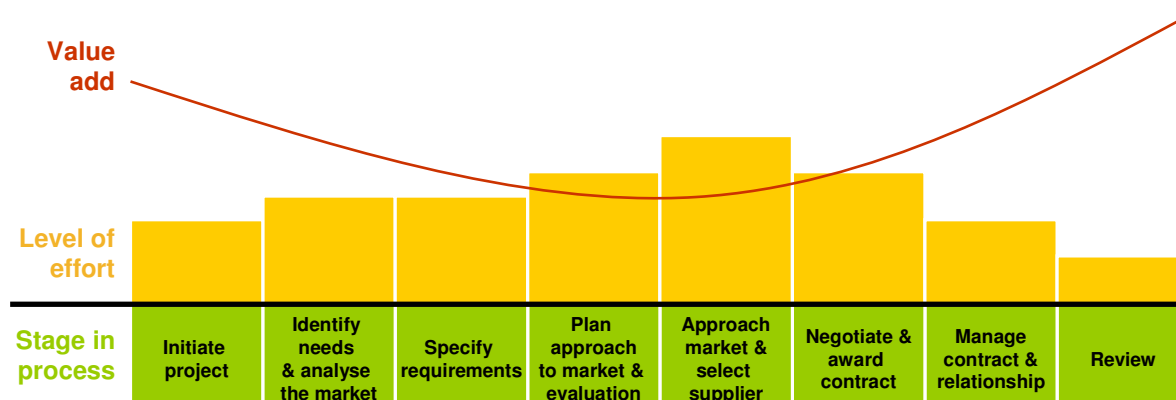 Value
add
Level of
effort
Stage in
process
Initiate
project
Identify
needs
& analyse
the market
Specify
requirements
Plan
approach
to market &
evaluation
Approach
market &
select
supplier
Negotiate &
award
contract
Manage
contract &
relationship
Review